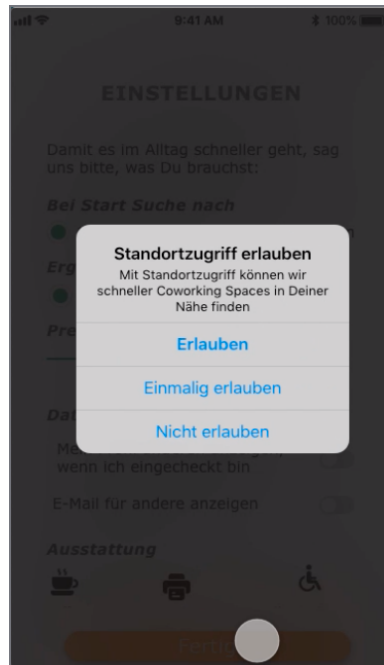 9:41 AM
100%
EINSTELLUNGEN
Damit es im Alltag schneller geht, sag
uns bitte, was Du brauchst:
Bei Start Suche nach
Standortzugriff erlauben
Mit Standortzugriff können wir
schneller Coworking Spaces in Deiner
Nähe finden
Erlauben
Einmalig erlauben
Nicht erlauben
wenn ich eingecheckt bin
E-Mail für andere anzeigen
Ausstattung